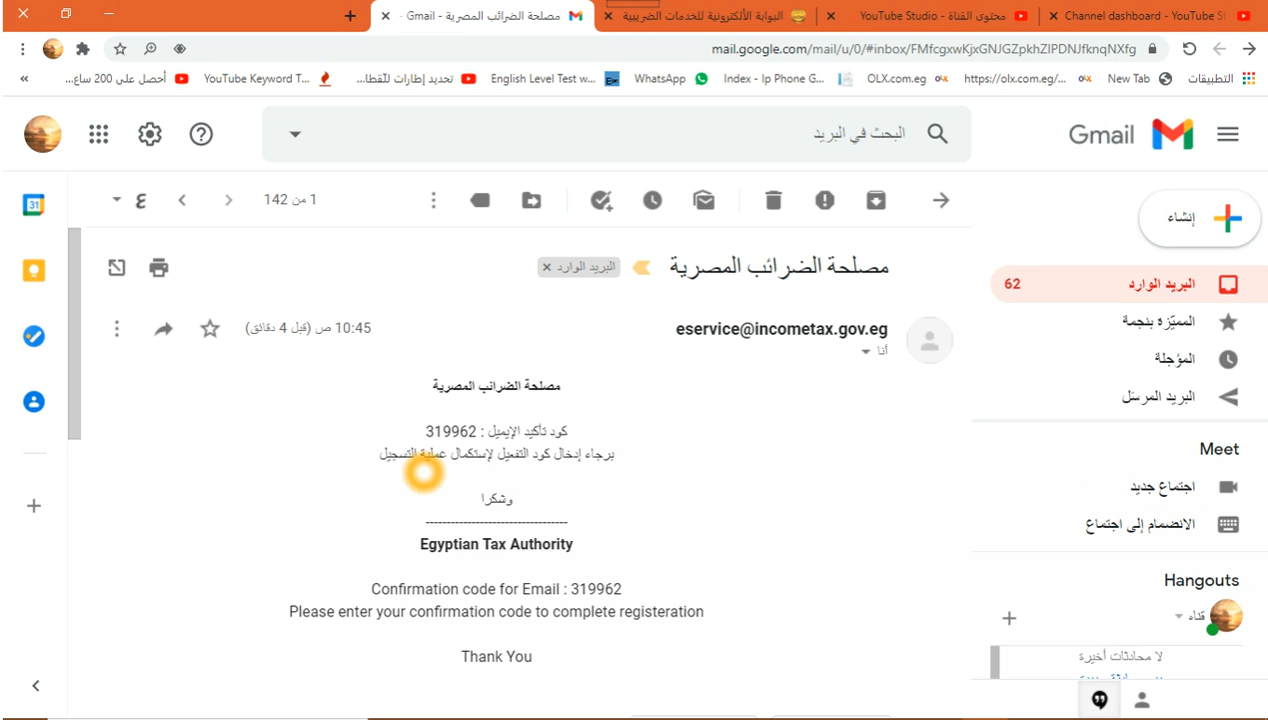 Channel dashboard - YouTube St
محتوى القناة - YouTube Studio
البوابة الألكترونية للخدمات الضريبية
مصلحة الضرائب المصرية - Gmail -
mail.google.com/mail/u/0/#inbox/FMfcgxwKjxGNJGZpkhZlPDNJfknqNXfg
التطبيقات
New Tab
https://olx.com.eg/...
OLX.com.eg
Index - Ip Phone G...
WhatsApp
English Level Test w...
تحديد إطارات للّقطا...
YouTube Keyword T...
أحصل على 200 ساع...
«
Gmail
البحث في البريد
إنشاء
البريد الوارد
62
المميّزة بنجمة
المؤجلة
البريد المرسَل
Meet
اجتماع جديد
الانضمام إلى اجتماع
Hangouts
قناه
لا محادثات أخيرة
1 من 142
ع
مصلحة الضرائب المصرية
البريد الوارد ×
eservice@incometax.gov.eg
أنا
10:45 ص (قبل 4 دقائق)
مصلحة الضرائب المصرية
كود تأكيد الإيميل : 319962
برجاء إدخال كود التفعيل لإستكمال عملية التسجيل
وشكرا
----------------------------------
Egyptian Tax Authority
Confirmation code for Email : 319962
Please enter your confirmation code to complete registeration
Thank You
31